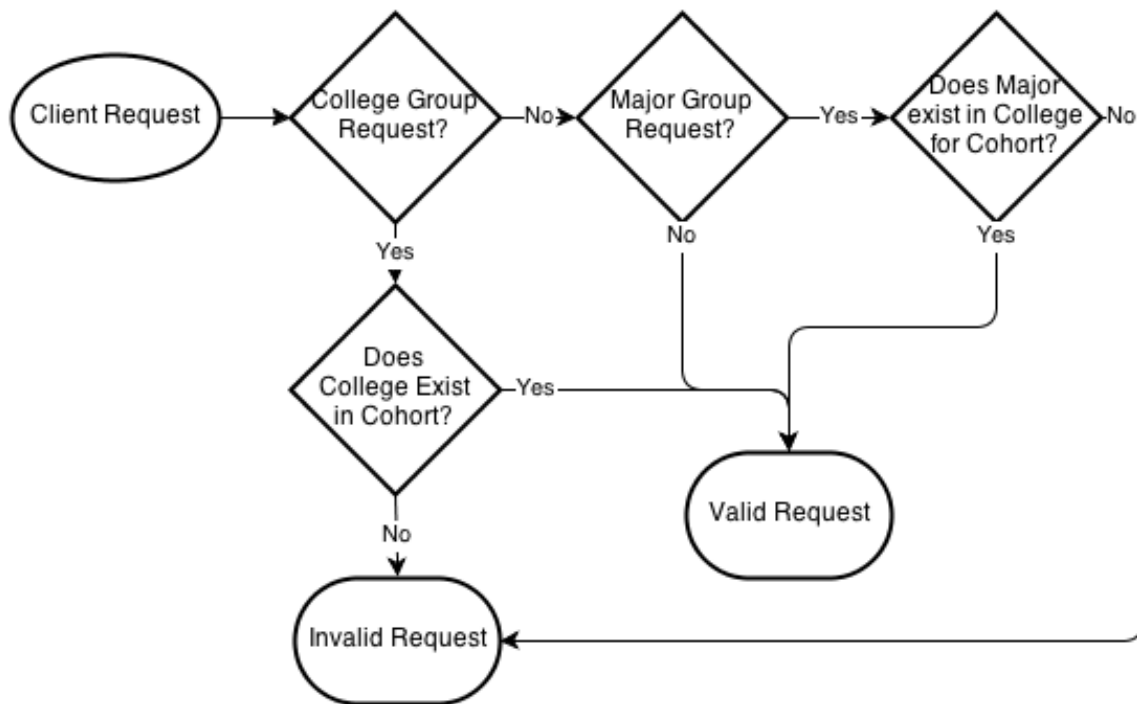 Client Request
College Group
Request?
No
Major Group
Request?
Yes
Does Major
exist in College
for Cohort?
No
Yes
No
Yes
Does
College Exist
in Cohort?
Yes
Valid Request
No
Invalid Request